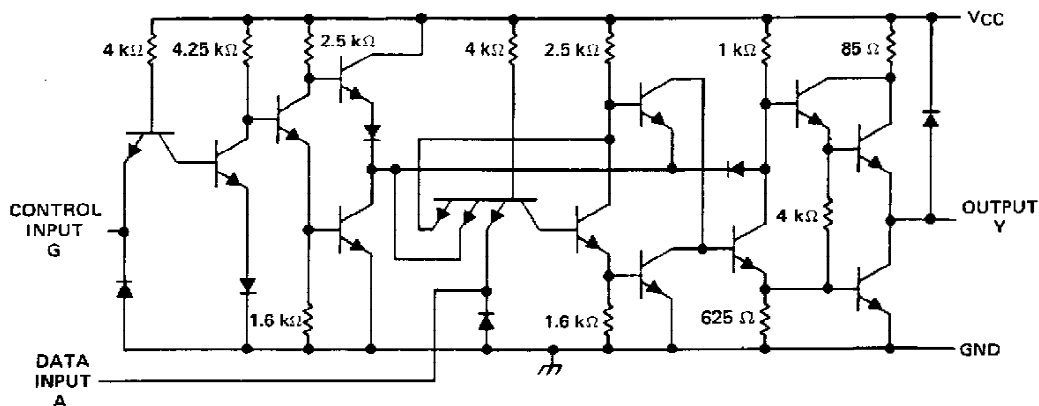 VCC
4 kΩ
4.25 kΩ
2.5 kΩ
4 kΩ
2.5 kΩ
1 kΩ
85 Ω
CONTROL
INPUT
G
4 kΩ
OUTPUT
Y
1.6 kΩ
1.6 kΩ
625 Ω
GND
DATA
INPUT
A